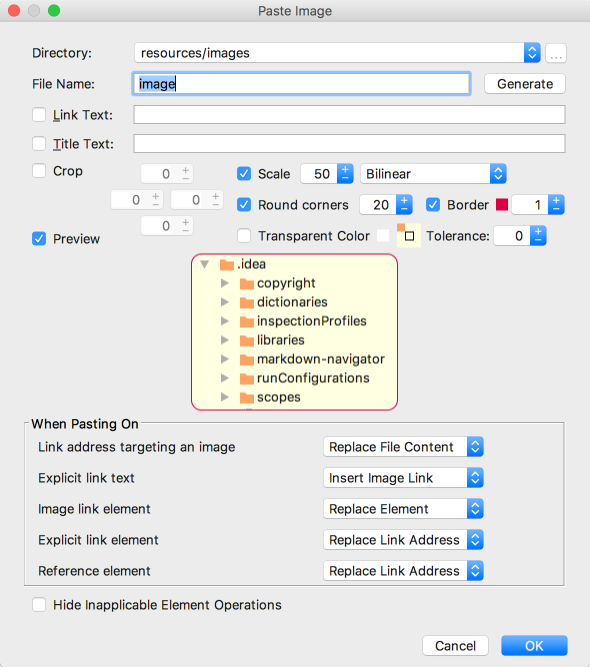 Paste Image
Directory: resources/images ...
File Name: image Generate
Link Text:
Title Text:
Crop 0 Scale 50 Bilinear
0 0 Round corners 20 Border 1
0
Preview Transparent Color Tolerance: 0
.idea
copyright
dictionaries
inspectionProfiles
libraries
markdown-navigator
runConfigurations
scopes
When Pasting On
Link address targeting an image Replace File Content
Explicit link text Insert Image Link
Image link element Replace Element
Explicit link element Replace Link Address
Reference element Replace Link Address
Hide Inapplicable Element Operations
Cancel OK